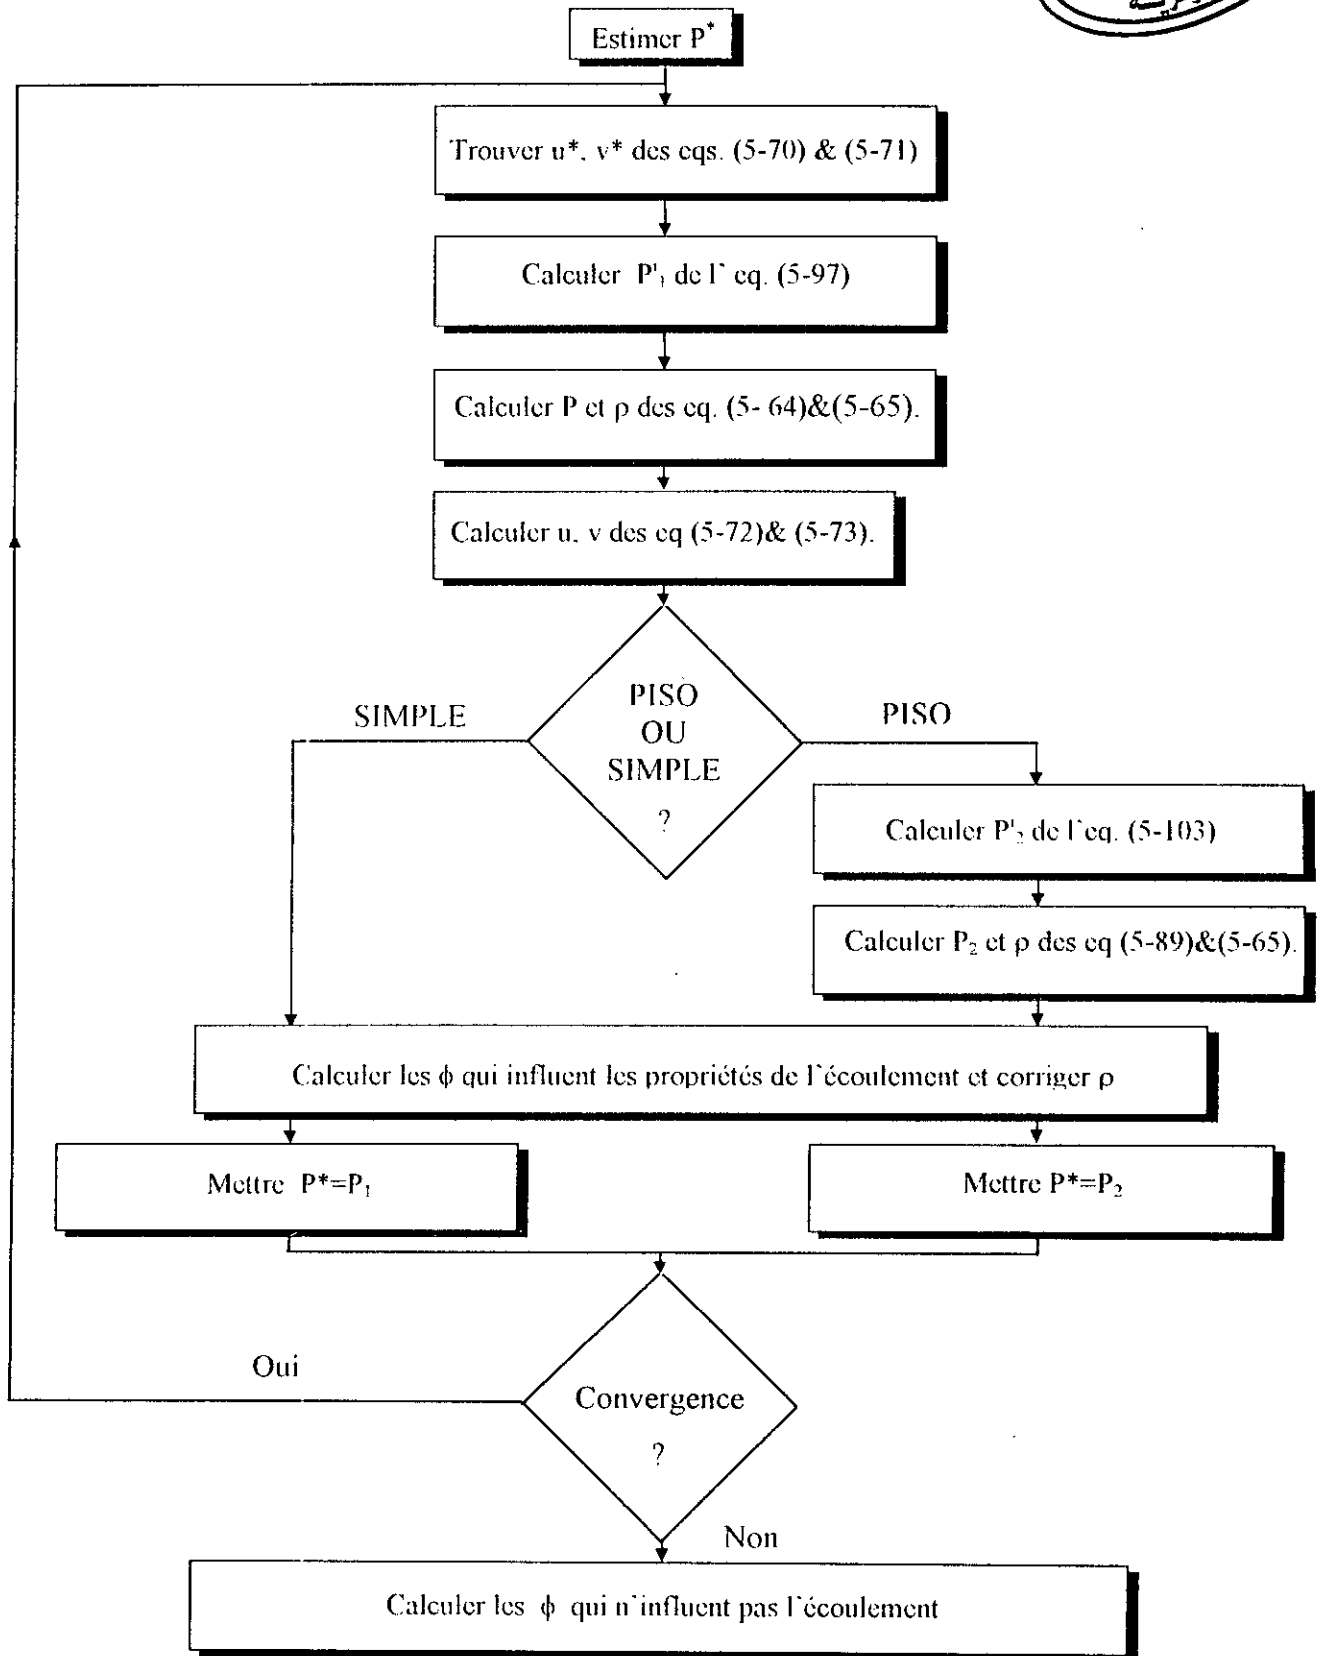 Estimer P*
Trouver u*, v* des eqs. (5-70) & (5-71)
Calculer P'₁ de l'eq. (5-97)
Calculer P et ρ des eq. (5- 64)&(5-65).
Calculer u, v des eq (5-72)& (5-73).
PISO
OU
SIMPLE
?
SIMPLE
PISO
Calculer P'₂ de l'eq. (5-103)
Calculer P₂ et ρ des eq (5-89)&(5-65).
Calculer les ϕ qui influent les propriétés de l'écoulement et corriger ρ
Mettre P*=P₁
Mettre P*=P₂
Oui
Convergence
?
Non
Calculer les ϕ qui n'influent pas l'écoulement